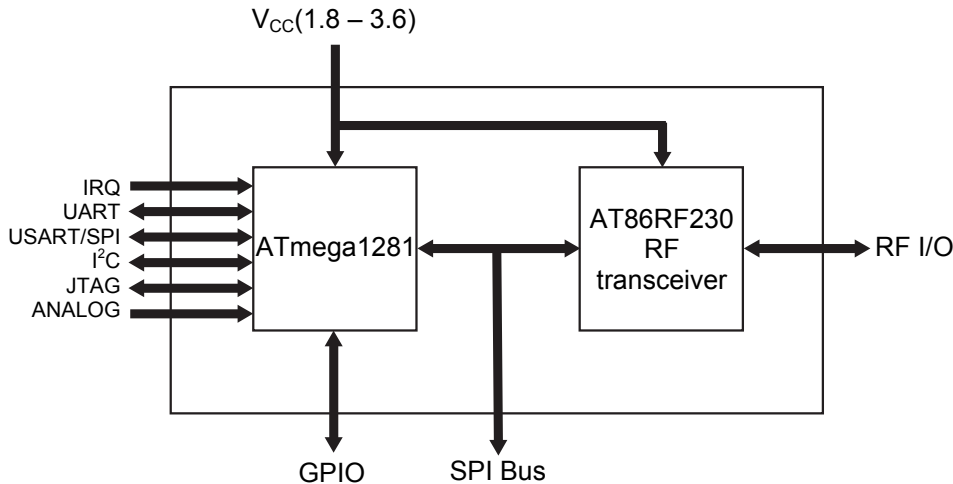 V_CC(1.8 – 3.6)
IRQ
UART
USART/SPI
I²C
JTAG
ANALOG
ATmega1281
AT86RF230
RF
transceiver
RF I/O
GPIO
SPI Bus